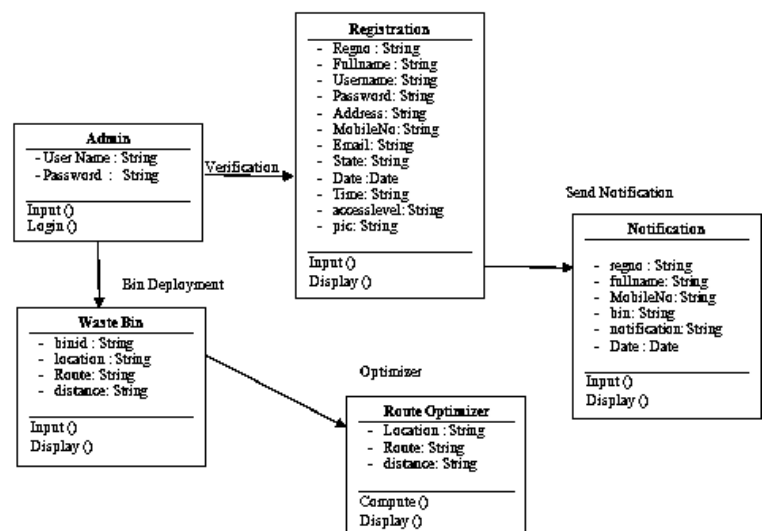 Registration
- Regno : String
- Fullname : String
- Username: String
- Password: String
- Address: String
- MobileNo: String
- Email: String
- State: String
- Date :Date
- Time: String
- accesslevel: String
- pic: String
Input ()
Display ()
Admin
- User Name : String
- Password : String
Input ()
Login ()
Verification
Send Notification
Notification
- regno : String
- fullname: String
- MobileNo: String
- bin: String
- notification: String
- Date : Date
Input ()
Display ()
Bin Deployment
Waste Bin
- binid : String
- location : String
- Route: String
- distance: String
Input ()
Display ()
Optimizer
Route Optimizer
- Location : String
- Route: String
- distance: String
Compute ()
Display ()